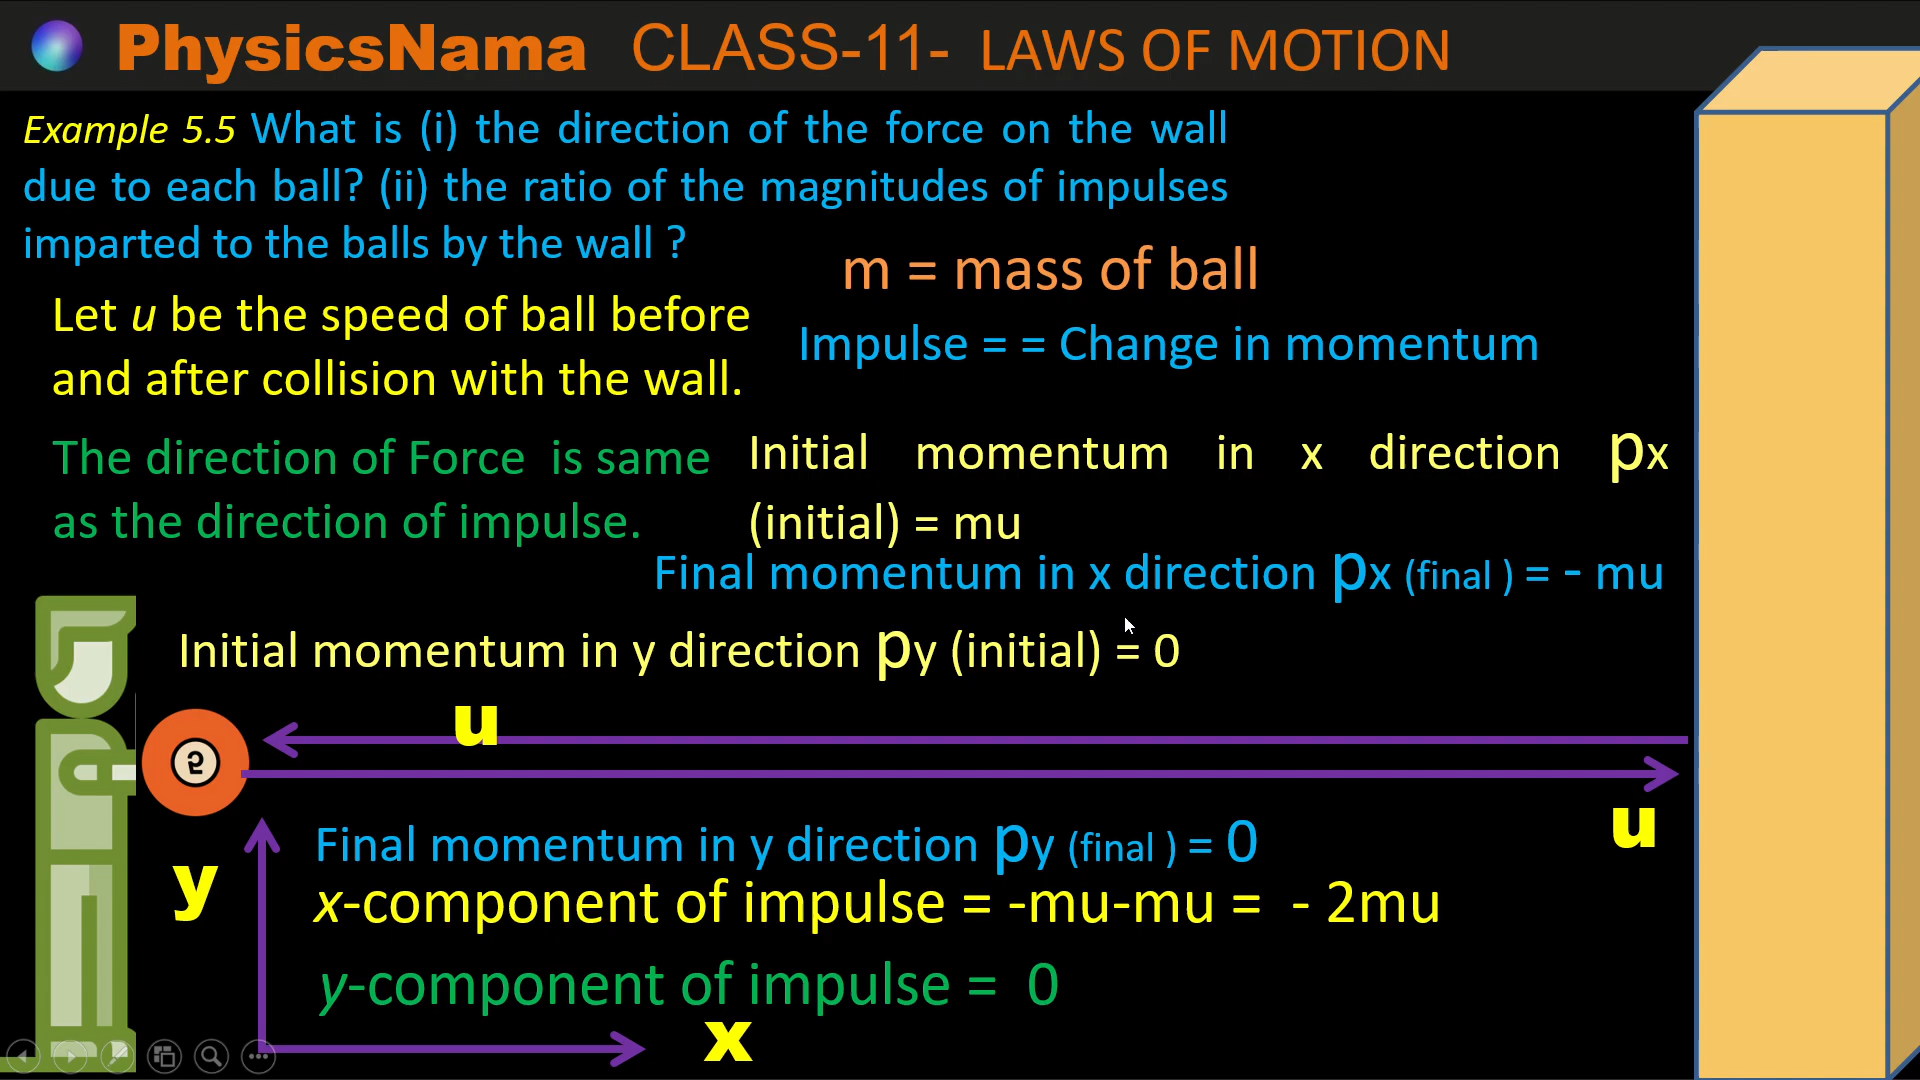 PhysicsNama CLASS-11- LAWS OF MOTION
Example 5.5 What is (i) the direction of the force on the wall
due to each ball? (ii) the ratio of the magnitudes of impulses
imparted to the balls by the wall ?
m = mass of ball
Let u be the speed of ball before
and after collision with the wall.
Impulse = = Change in momentum
The direction of Force is same
as the direction of impulse.
Initial momentum in x direction px
(initial) = mu
Final momentum in x direction px (final ) = - mu
Initial momentum in y direction py (initial) = 0
u
u
Final momentum in y direction py (final ) = 0
y
x-component of impulse = -mu-mu = - 2mu
y-component of impulse = 0
x